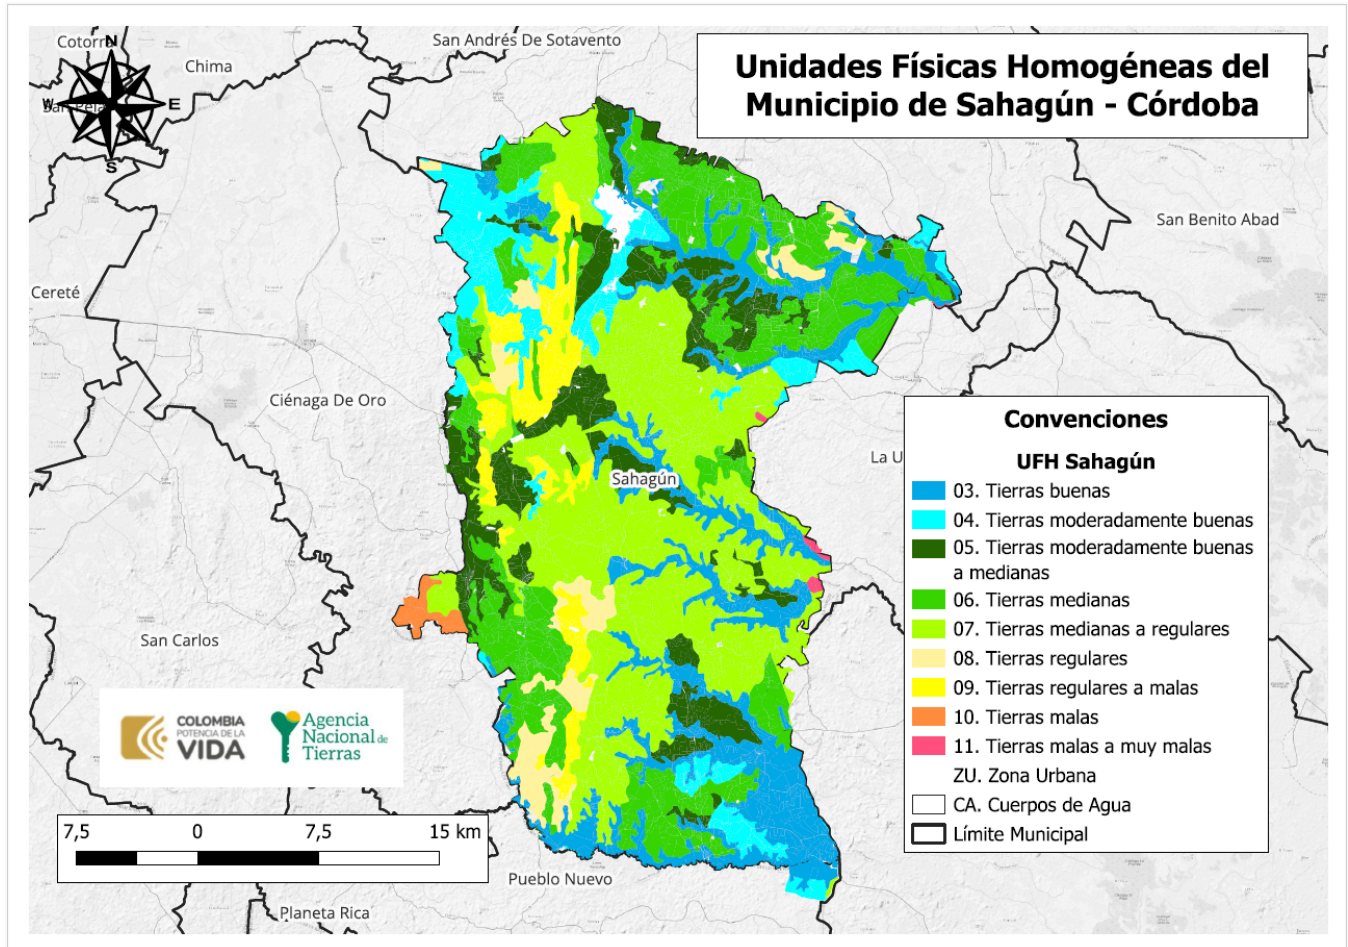 Unidades Físicas Homogéneas del
Municipio de Sahagún - Córdoba
Cotorra
N
W
E
S
Chima
San Andrés De Sotavento
San Benito Abad
Cereté
Ciénaga De Oro
Sahagún
La U
San Carlos
Pueblo Nuevo
Planeta Rica
Convenciones
UFH Sahagún
03. Tierras buenas
04. Tierras moderadamente buenas
05. Tierras moderadamente buenas
a medianas
06. Tierras medianas
07. Tierras medianas a regulares
08. Tierras regulares
09. Tierras regulares a malas
10. Tierras malas
11. Tierras malas a muy malas
ZU. Zona Urbana
CA. Cuerpos de Agua
Límite Municipal
COLOMBIA
POTENCIA DE LA
VIDA
Agencia
Nacional de
Tierras
7,5 0 7,5 15 km